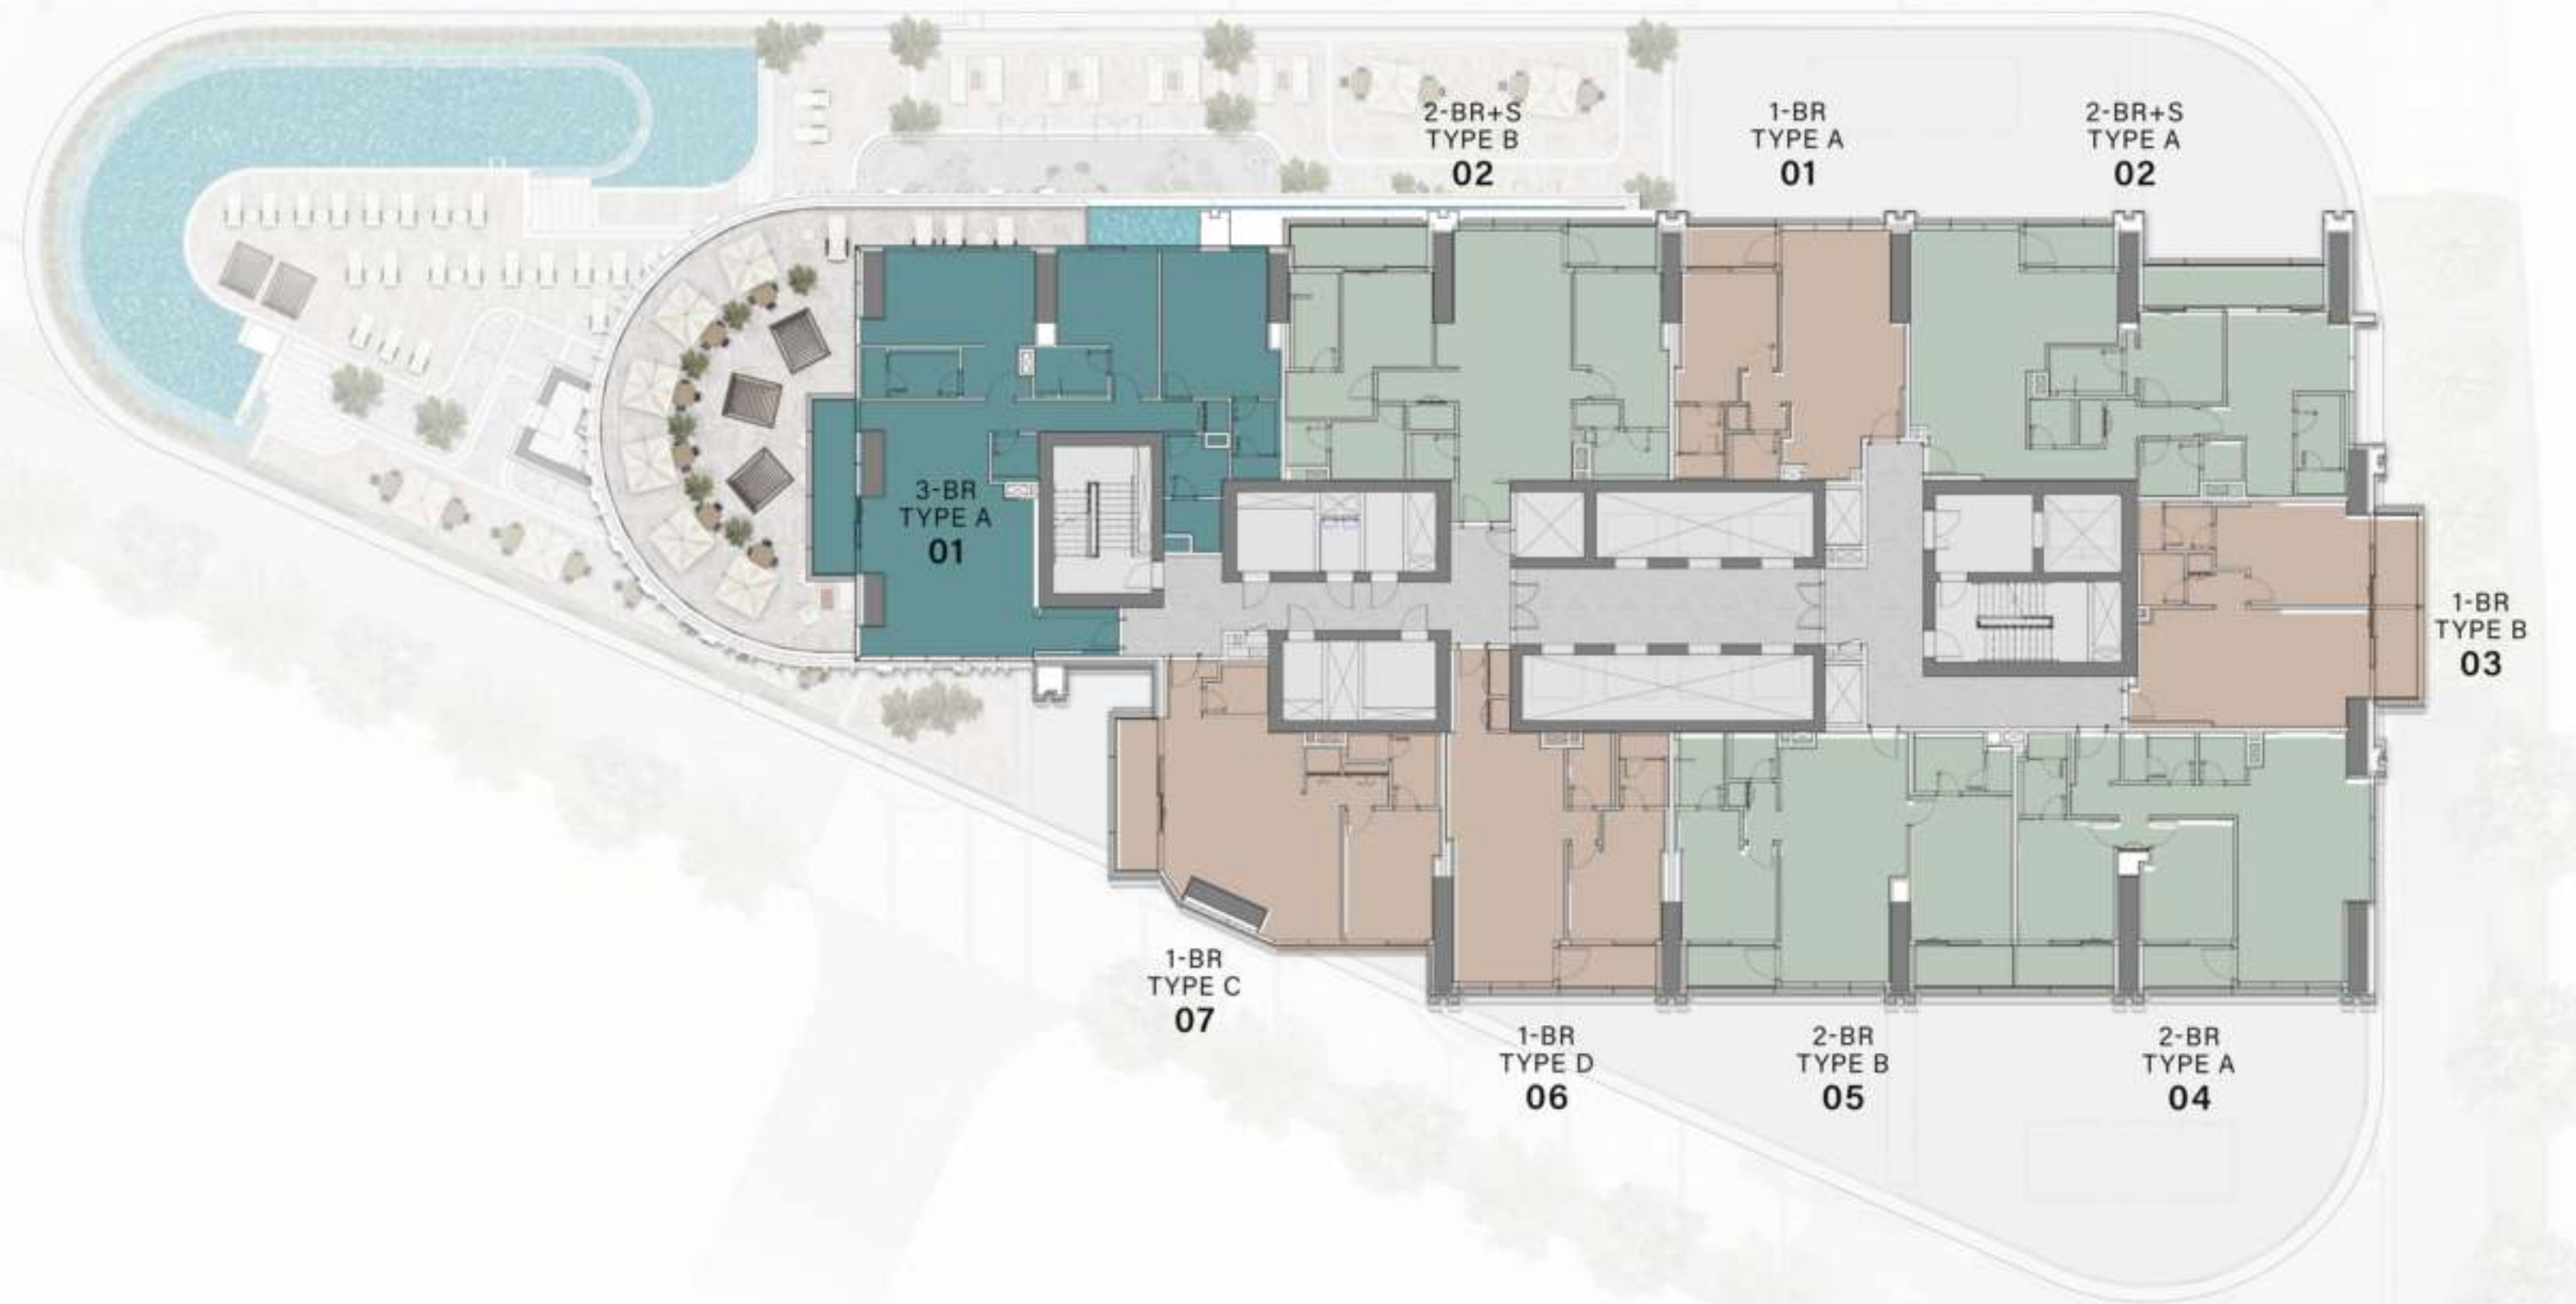 2-BR+S
TYPE B
02
1-BR
TYPE A
01
2-BR+S
TYPE A
02
3-BR
TYPE A
01
1-BR
TYPE B
03
1-BR
TYPE C
07
1-BR
TYPE D
06
2-BR
TYPE B
05
2-BR
TYPE A
04